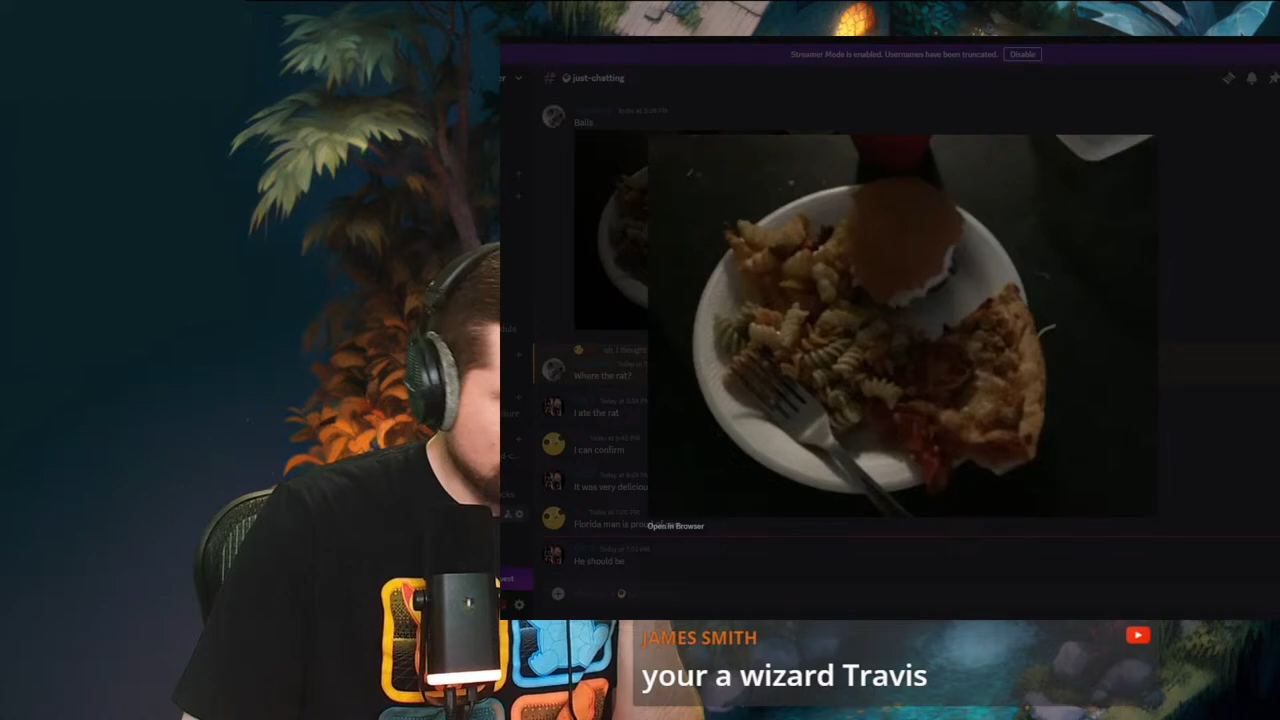 Streamer Mode is enabled. Usernames have been truncated. Disable
just-chatting
Balls
Where the rat?
I ate the rat
I can confirm
It was very deliciou
Florida man is prou
Open in Browser
He should be
JAMES SMITH
your a wizard Travis